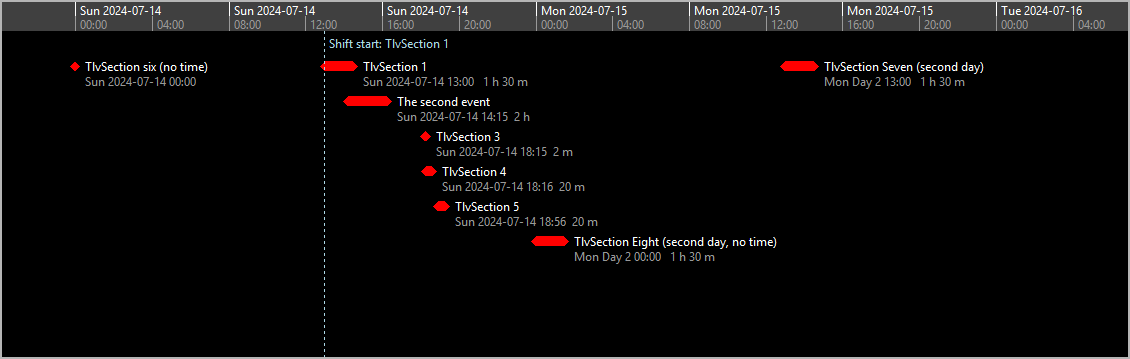 Sun 2024-07-14 Sun 2024-07-14 Sun 2024-07-14 Mon 2024-07-15 Mon 2024-07-15 Mon 2024-07-15 Tue 2024-07-16
00:00 04:00 08:00 12:00 16:00 20:00 00:00 04:00 08:00 12:00 16:00 20:00 00:00 04:00
Shift start: TlvSection 1
TlvSection six (no time) TlvSection 1 TlvSection Seven (second day)
Sun 2024-07-14 00:00 Sun 2024-07-14 13:00 1 h 30 m Mon Day 2 13:00 1 h 30 m
The second event
Sun 2024-07-14 14:15 2 h
TlvSection 3
Sun 2024-07-14 18:15 2 m
TlvSection 4
Sun 2024-07-14 18:16 20 m
TlvSection 5
Sun 2024-07-14 18:56 20 m
TlvSection Eight (second day, no time)
Mon Day 2 00:00 1 h 30 m